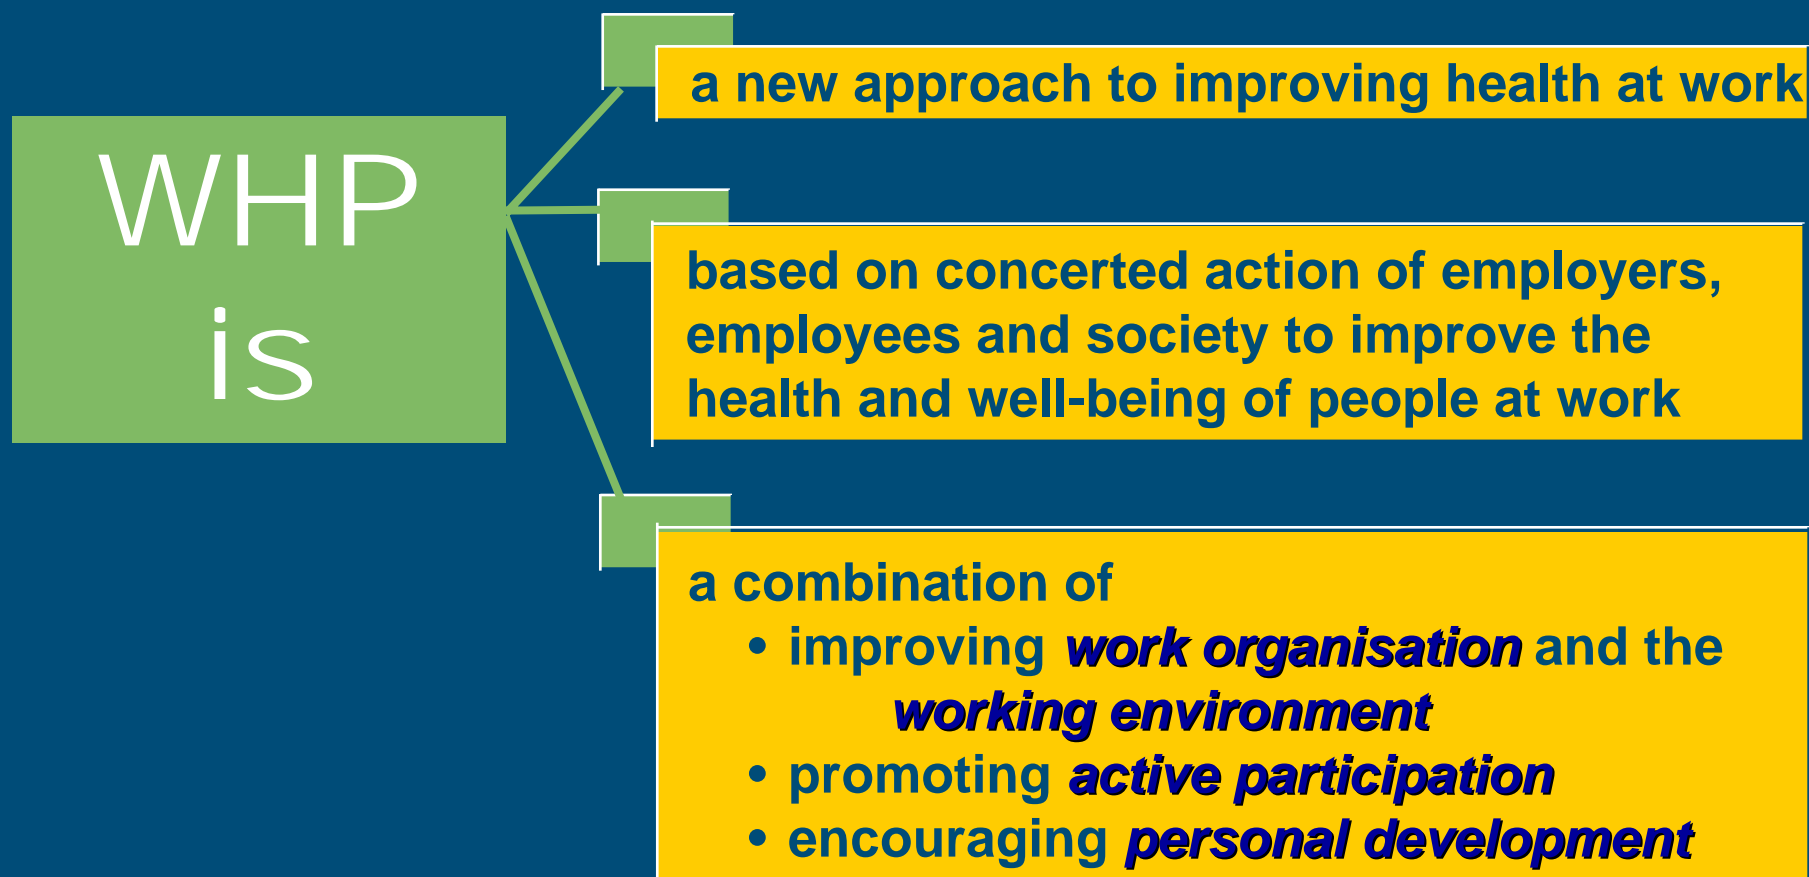 WHP
is
a new approach to improving health at work
based on concerted action of employers,
employees and society to improve the
health and well-being of people at work
a combination of
• improving work organisation and the
working environment
• promoting active participation
• encouraging personal development